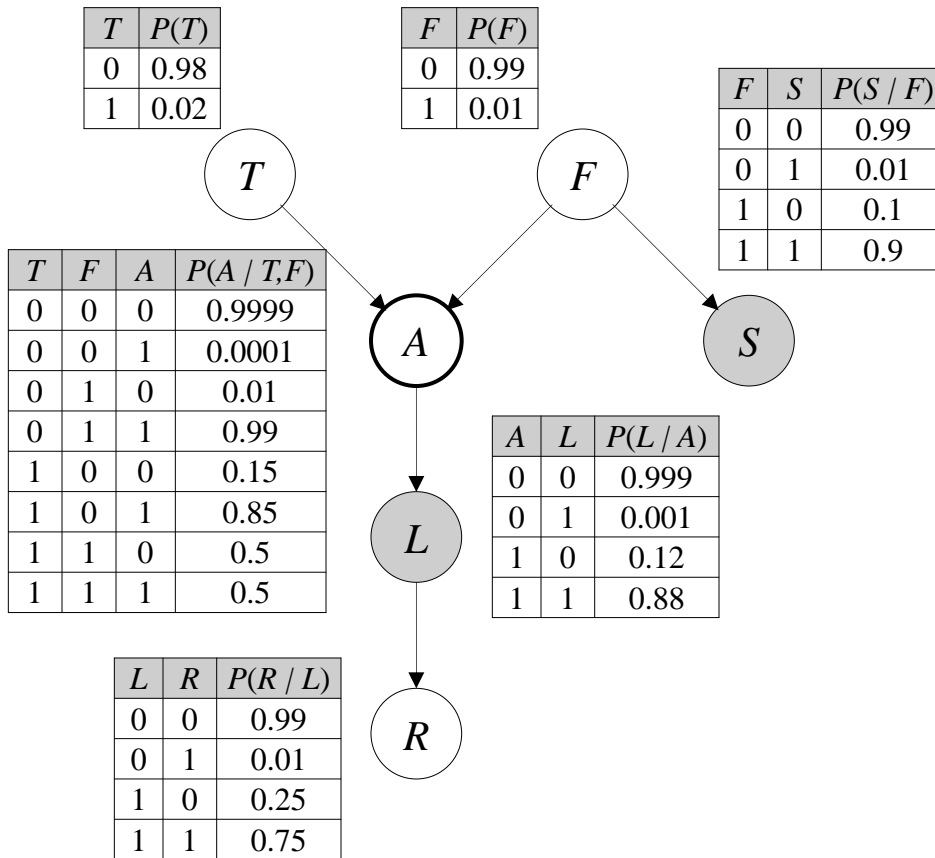 T P(T)
0 0.98
1 0.02
F P(F)
0 0.99
1 0.01
F S P(S / F)
0 0 0.99
0 1 0.01
1 0 0.1
1 1 0.9
T
F
T F A P(A / T,F)
0 0 0 0.9999
0 0 1 0.0001
0 1 0 0.01
0 1 1 0.99
1 0 0 0.15
1 0 1 0.85
1 1 0 0.5
1 1 1 0.5
A
S
A L P(L / A)
0 0 0.999
0 1 0.001
1 0 0.12
1 1 0.88
L
L R P(R / L)
0 0 0.99
0 1 0.01
1 0 0.25
1 1 0.75
R